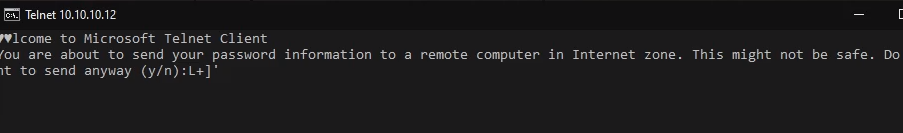 Telnet 10.10.10.12
♥♥lcome to Microsoft Telnet Client
You are about to send your password information to a remote computer in Internet zone. This might not be safe. Do
nt to send anyway (y/n):L+]'